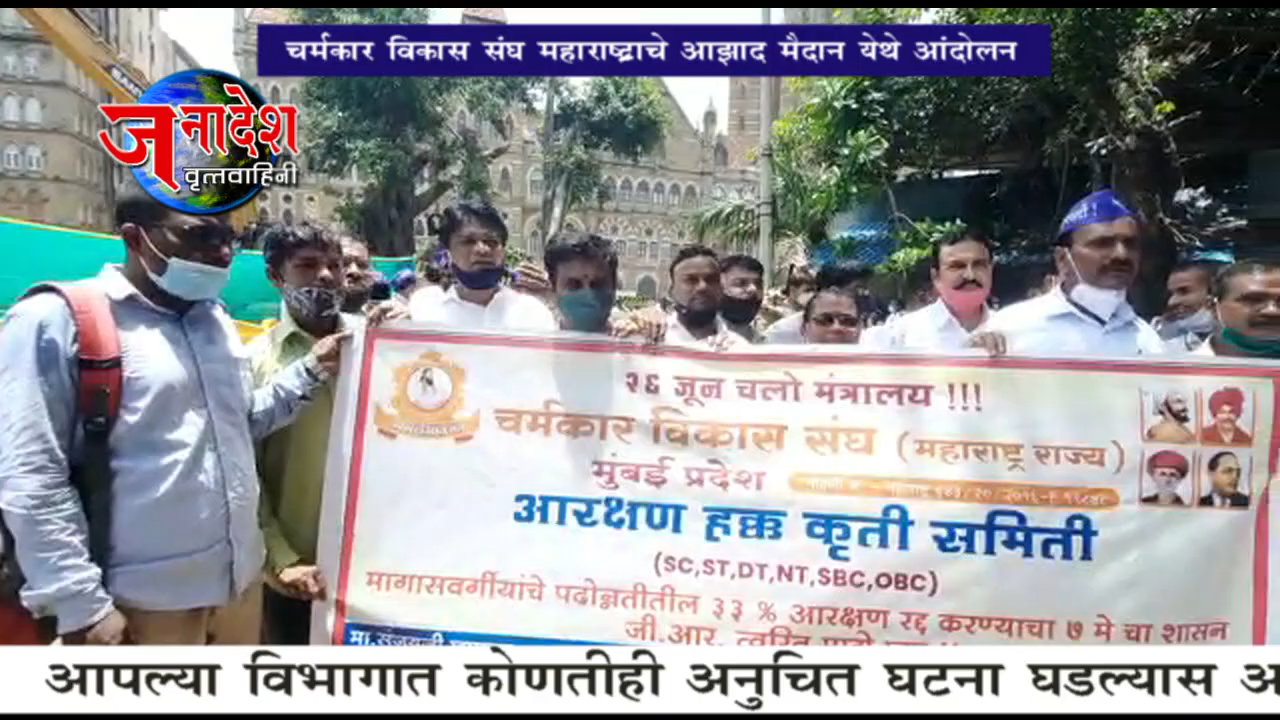 चर्मकार विकास संघ महाराष्ट्राचे आझाद मैदान येथे आंदोलन
जनादेश
वृत्तवाहिनी
२६ जून चलो मंत्रालय !!!
चर्मकार विकास संघ (महाराष्ट्र राज्य)
मुंबई प्रदेश
आरक्षण हक्क कृती समिती
(SC,ST,DT,NT,SBC,OBC)
मागासवर्गीयांचे पदोन्नतीतील ३३ % आरक्षण रद्द करण्याचा ७ मे चा शासन
जी.आर. त्वरित
मा.
आपल्या विभागात कोणतीही अनुचित घटना घडल्यास अ